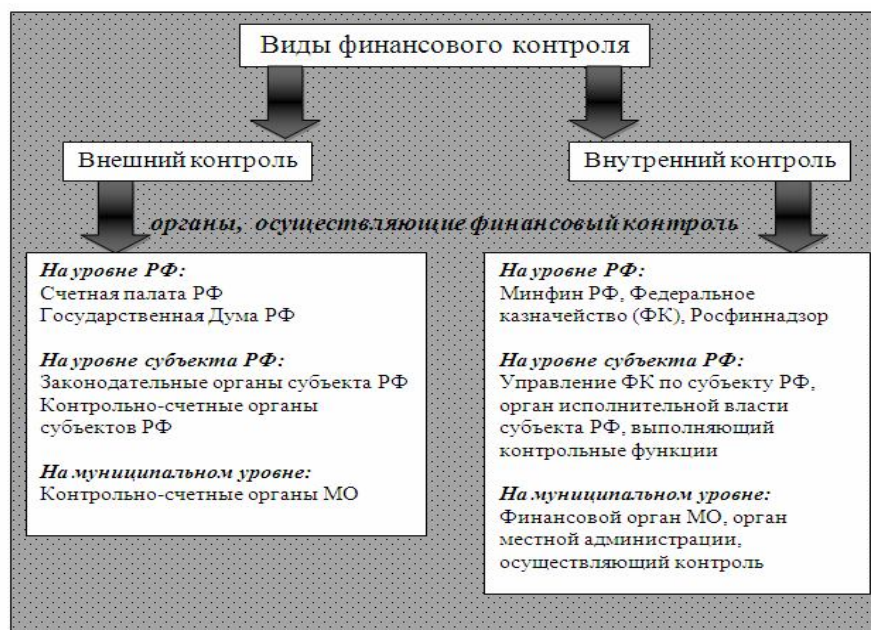 Виды финансового контроля
Внешний контроль
Внутренний контроль
органы, осуществляющие финансовый контроль
На уровне РФ:
Счетная палата РФ
Государственная Дума РФ
На уровне субъекта РФ:
Законодательные органы субъекта РФ
Контрольно-счетные органы
субъектов РФ
На муниципальном уровне:
Контрольно-счетные органы МО
На уровне РФ:
Минфин РФ, Федеральное
казначейство (ФК), Росфиннадзор
На уровне субъекта РФ:
Управление ФК по субъекту РФ,
орган исполнительной власти
субъекта РФ, выполняющий
контрольные функции
На муниципальном уровне:
Финансовой орган МО, орган
местной администрации,
осуществляющий контроль